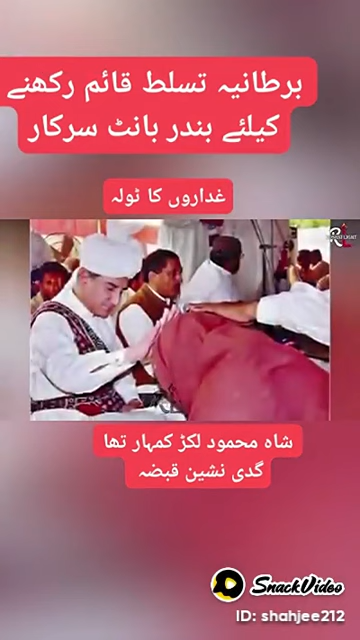 برطانیہ تسلط قائم رکھنے
کیلئے بندر بانٹ سرکار
غداروں کا ٹولہ
شاہ محمود لکڑ کمہار تھا
گدی نشین قبضہ
SnackVideo
ID: shahjee212